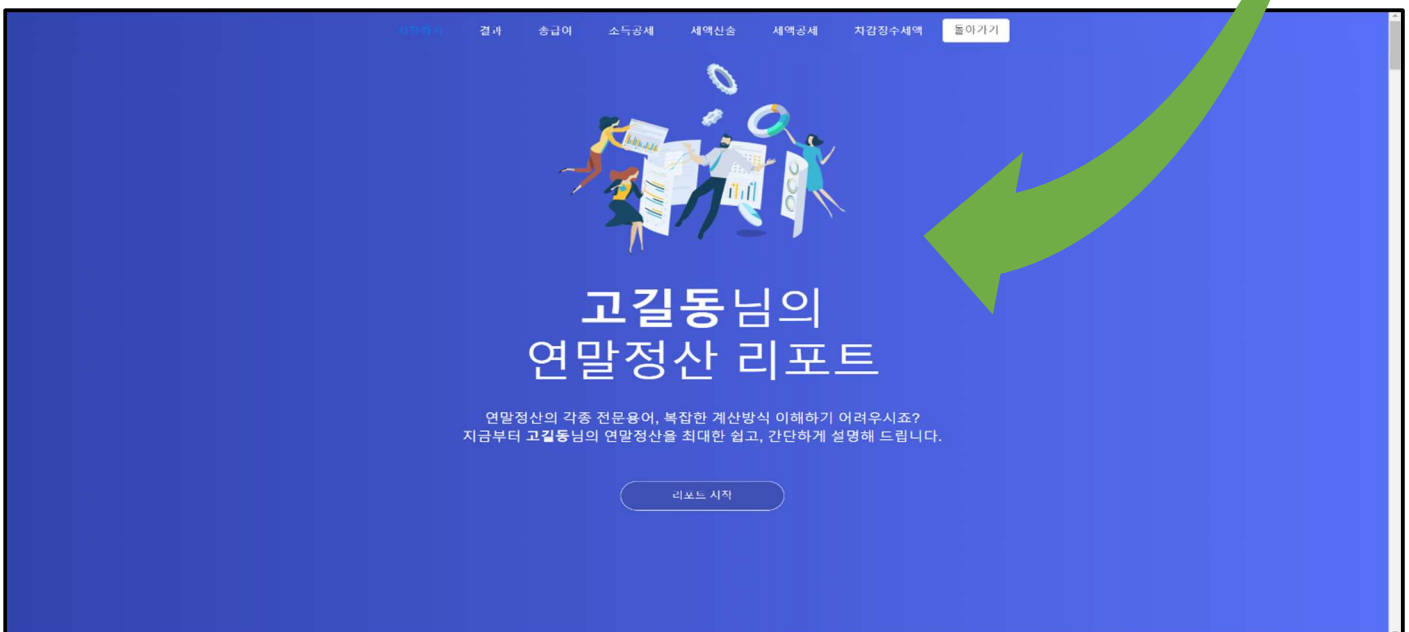 결과 총급여 소득공제 세액산출 세액공제 차감징수세액 돌아가기
고길동님의
연말정산 리포트
연말정산의 각종 전문용어, 복잡한 계산방식 이해하기 어려우시죠?
지금부터 고길동님의 연말정산을 최대한 쉽고, 간단하게 설명해 드립니다.
리포트 시작